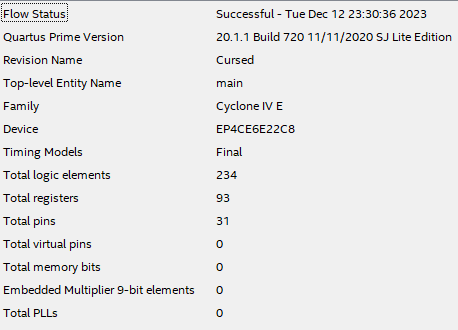 Flow Status Successful - Tue Dec 12 23:30:36 2023
Quartus Prime Version 20.1.1 Build 720 11/11/2020 SJ Lite Edition
Revision Name Cursed
Top-level Entity Name main
Family Cyclone IV E
Device EP4CE6E22C8
Timing Models Final
Total logic elements 234
Total registers 93
Total pins 31
Total virtual pins 0
Total memory bits 0
Embedded Multiplier 9-bit elements 0
Total PLLs 0